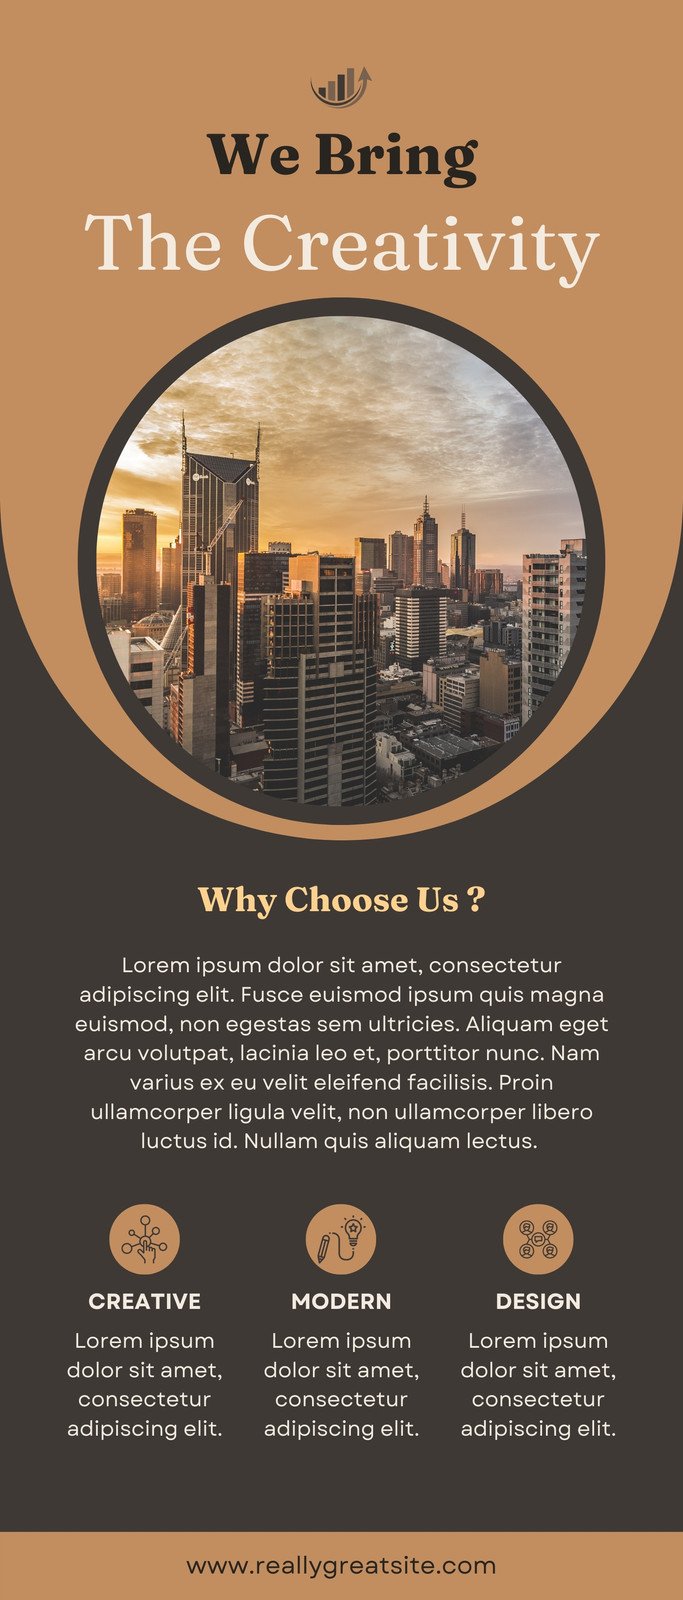 We Bring
The Creativity
Why Choose Us ?
Lorem ipsum dolor sit amet, consectetur
adipiscing elit. Fusce euismod ipsum quis magna
euismod, non egestas sem ultricies. Aliquam eget
arcu volutpat, lacinia leo et, porttitor nunc. Nam
varius ex eu velit eleifend facilisis. Proin
ullamcorper ligula velit, non ullamcorper libero
luctus id. Nullam quis aliquam lectus.
CREATIVE
Lorem ipsum
dolor sit amet,
consectetur
adipiscing elit.
MODERN
Lorem ipsum
dolor sit amet,
consectetur
adipiscing elit.
DESIGN
Lorem ipsum
dolor sit amet,
consectetur
adipiscing elit.
www.reallygreatsite.com